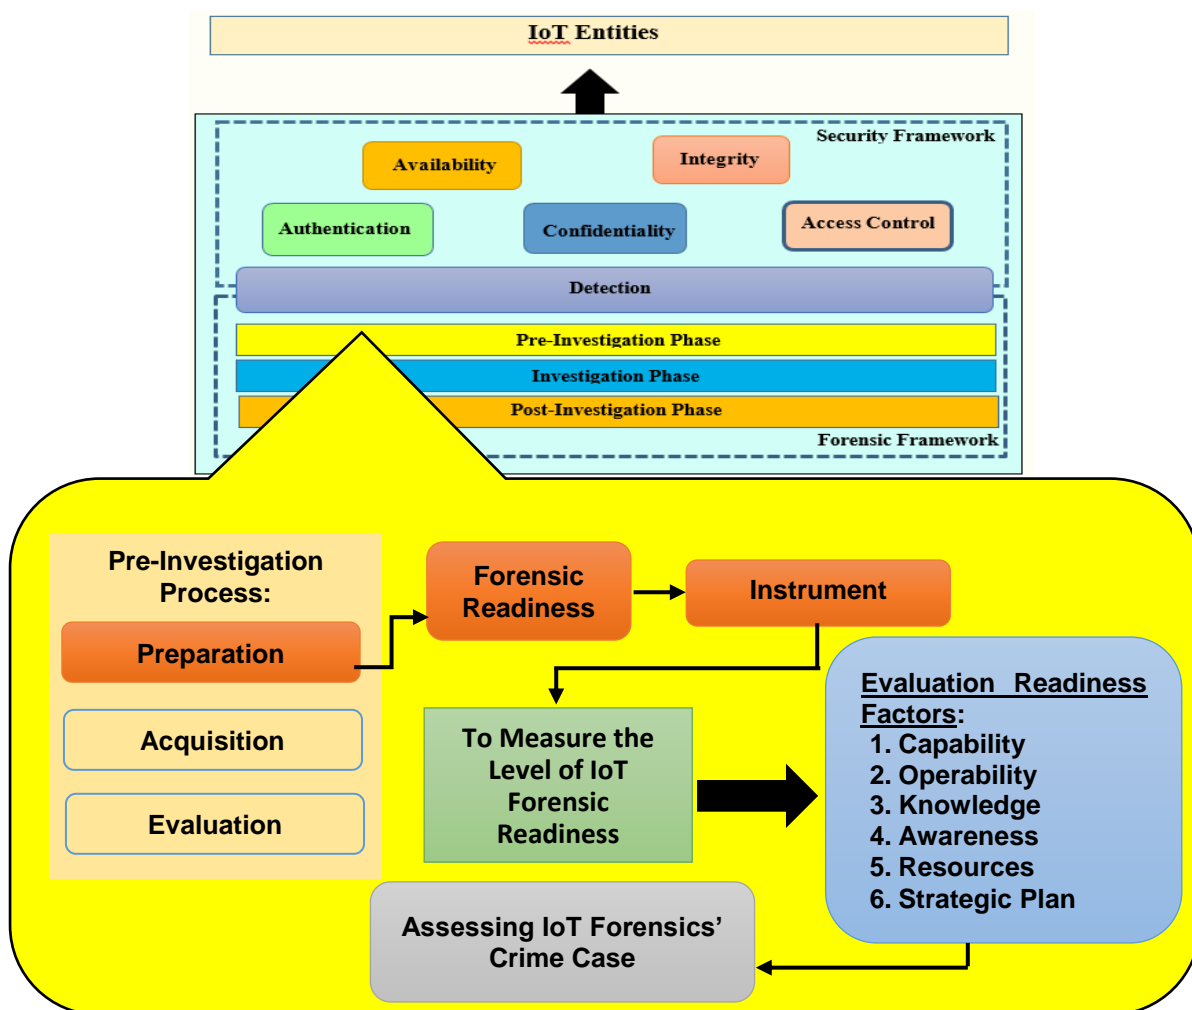 IoT Entities
Security Framework
Availability
Integrity
Authentication
Confidentiality
Access Control
Detection
Pre-Investigation Phase
Investigation Phase
Post-Investigation Phase
Forensic Framework
Pre-Investigation
Process:
Preparation
Acquisition
Evaluation
Forensic
Readiness
Instrument
To Measure the
Level of IoT
Forensic
Readiness
Evaluation Readiness
Factors:
1. Capability
2. Operability
3. Knowledge
4. Awareness
5. Resources
6. Strategic Plan
Assessing IoT Forensics’
Crime Case